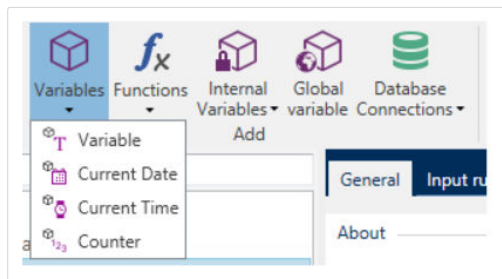 Variables Functions Internal Variables Global variable Database Connections
Add
Variable
Current Date
Current Time
Counter
General Input ru
About